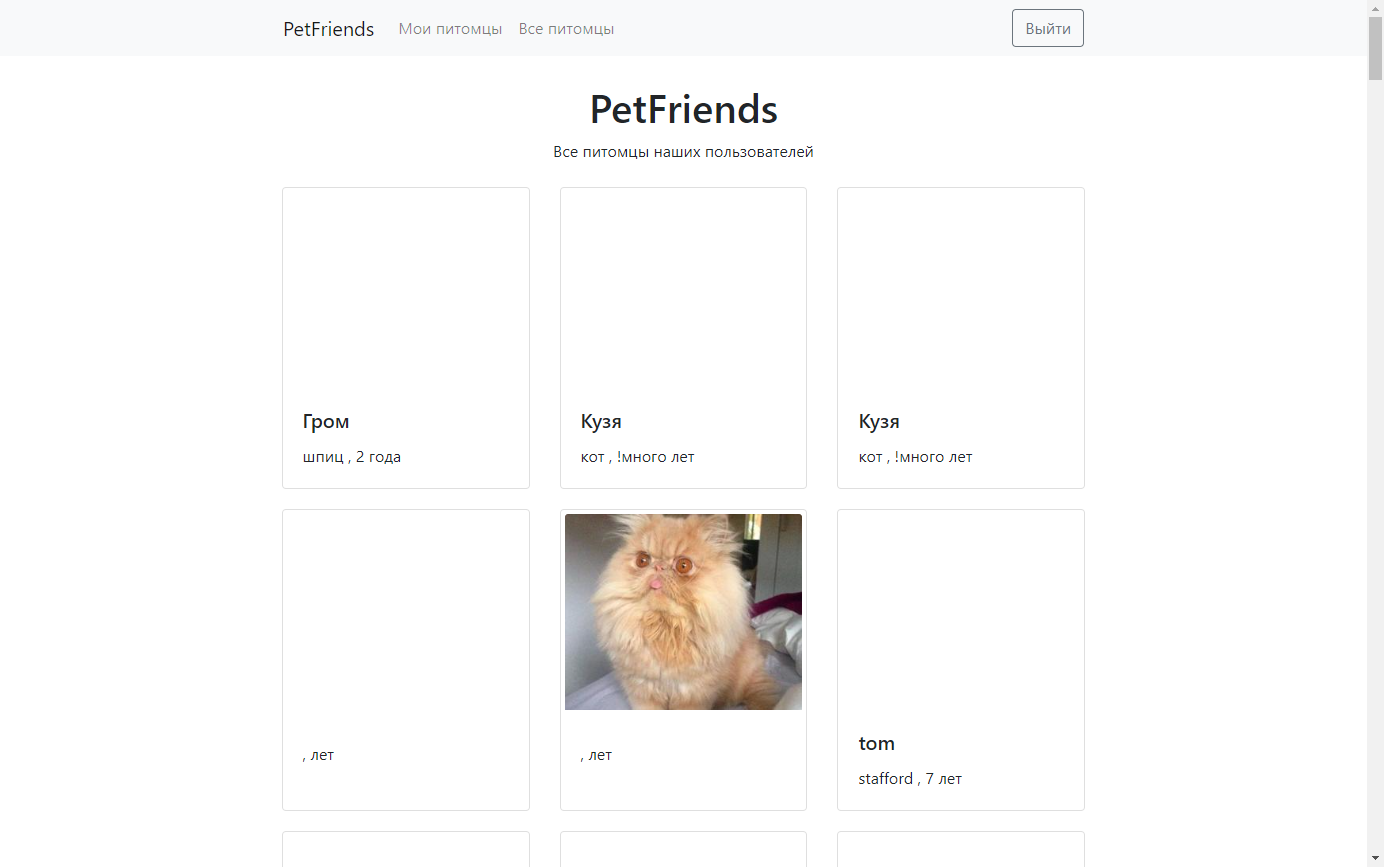 PetFriends Мои питомцы Все питомцы Выйти
PetFriends
Все питомцы наших пользователей
Гром
шпиц , 2 года
Кузя
кот , !много лет
Кузя
кот , !много лет
, лет
, лет
tom
stafford , 7 лет